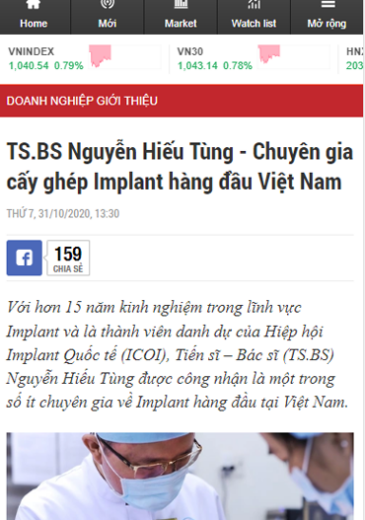 Home Mới Market Watch list Mở rộng
VNINDEX VN30 HN
1,040.54 0.79% 1,043.14 0.78% 203
DOANH NGHIỆP GIỚI THIỆU
TS.BS Nguyễn Hiếu Tùng - Chuyên gia
cấy ghép Implant hàng đầu Việt Nam
THỨ 7, 31/10/2020, 13:30
159
CHIA SẺ
Với hơn 15 năm kinh nghiệm trong lĩnh vực
Implant và là thành viên danh dự của Hiệp hội
Implant Quốc tế (ICOI), Tiến sĩ – Bác sĩ (TS.BS)
Nguyễn Hiếu Tùng được công nhận là một trong
số ít chuyên gia về Implant hàng đầu tại Việt Nam.